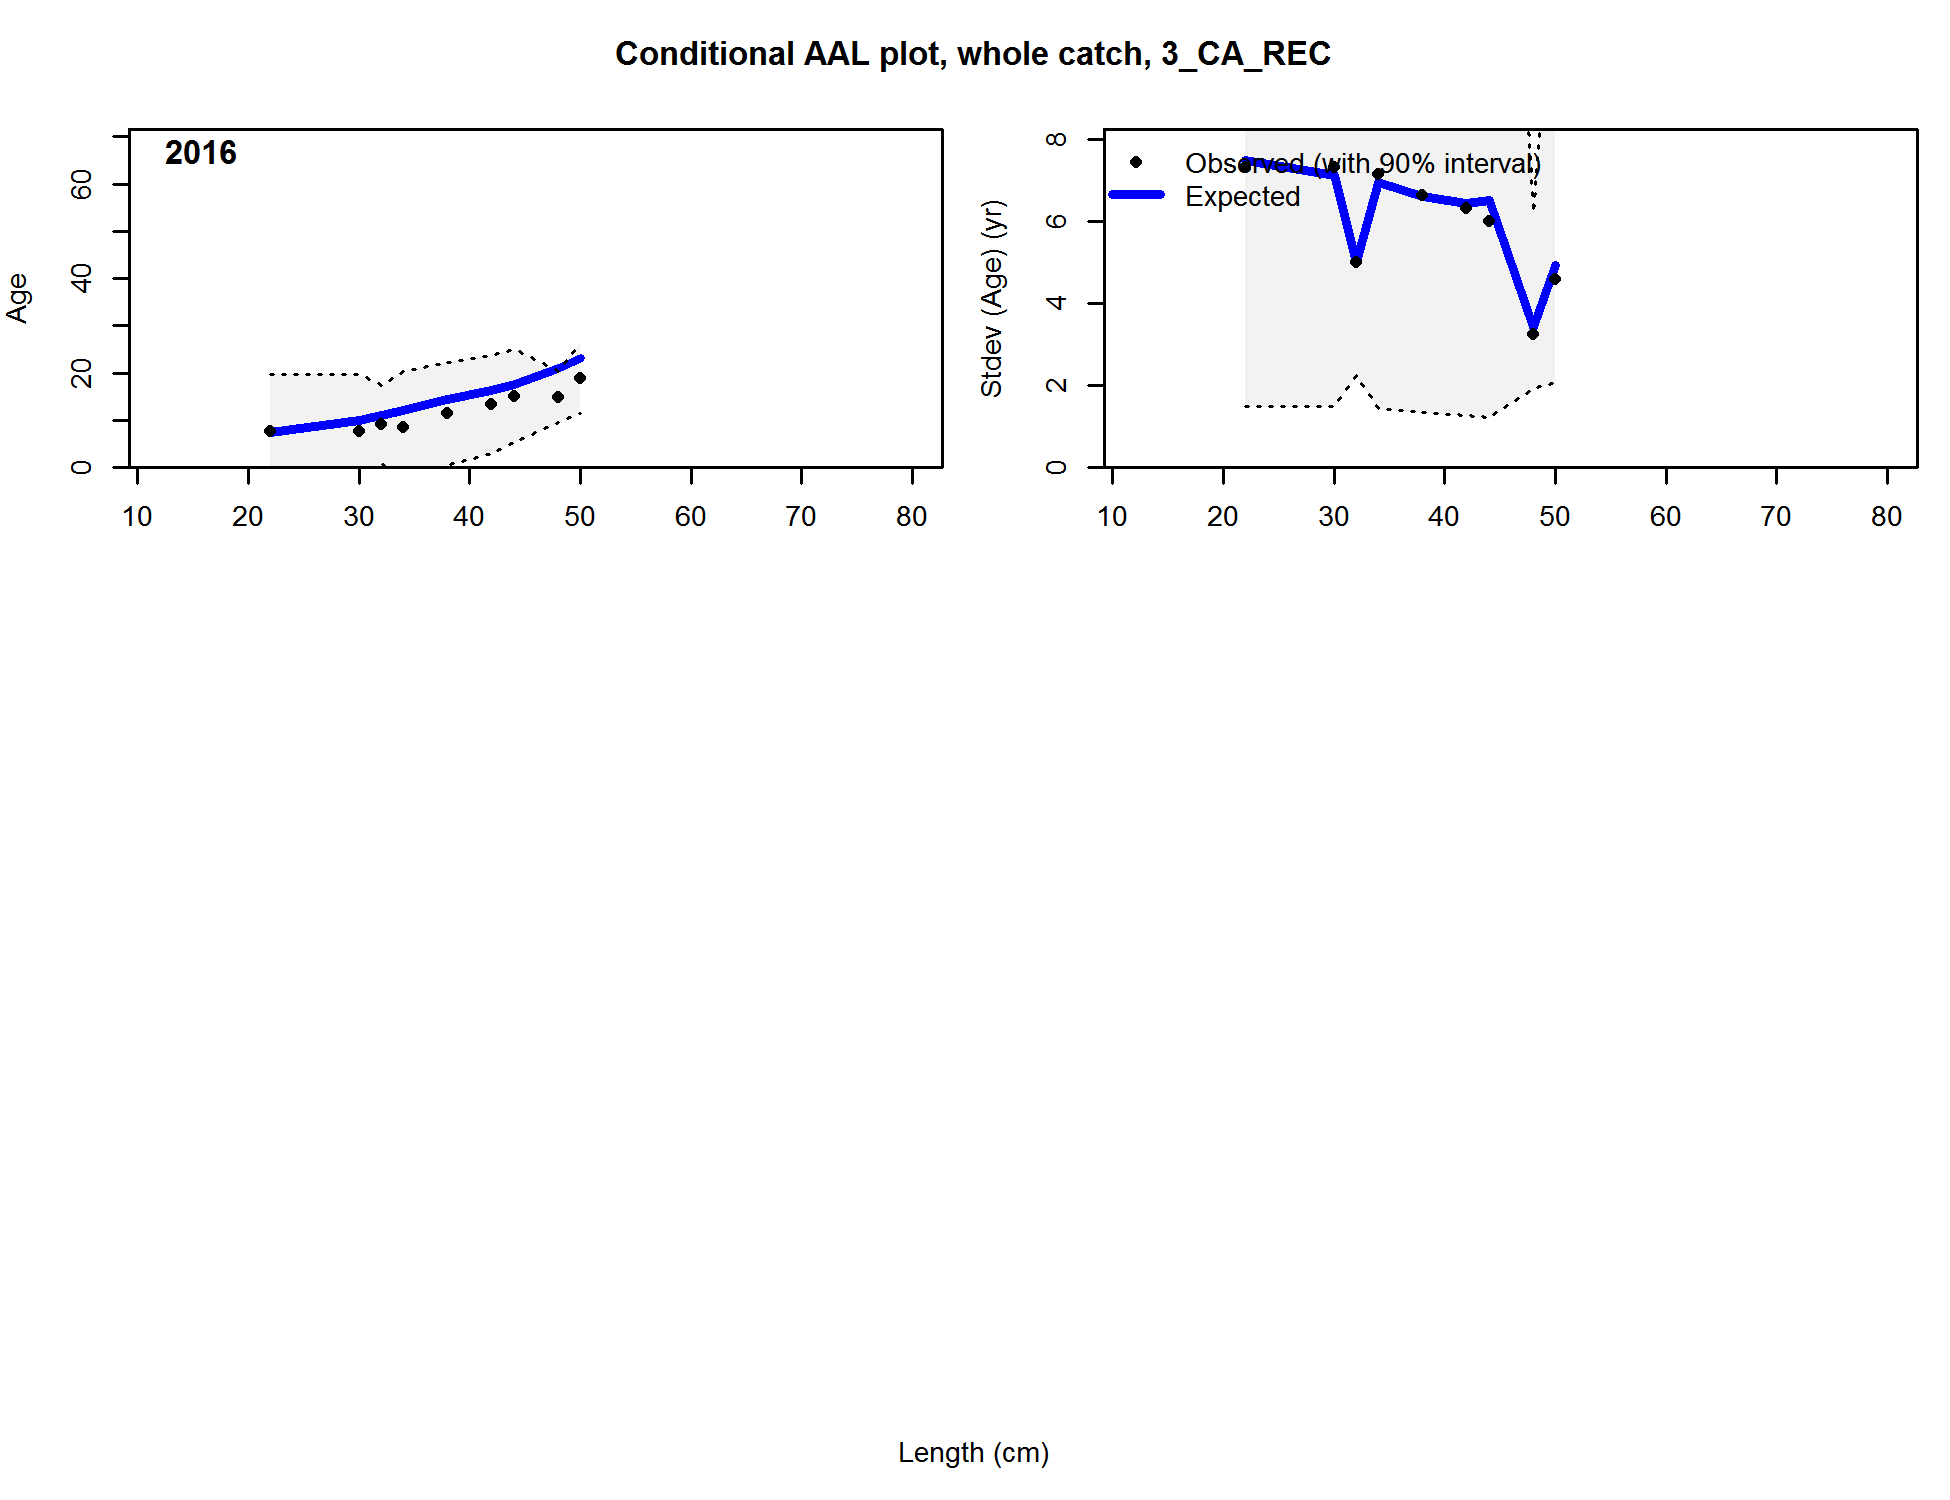 Conditional AAL plot, whole catch, 3_CA_REC
2016
Age
0
20
40
60
10 20 30 40 50 60 70 80
Observed (with 90% interval)
Expected
Stdev (Age) (yr)
0
2
4
6
8
10 20 30 40 50 60 70 80
Length (cm)